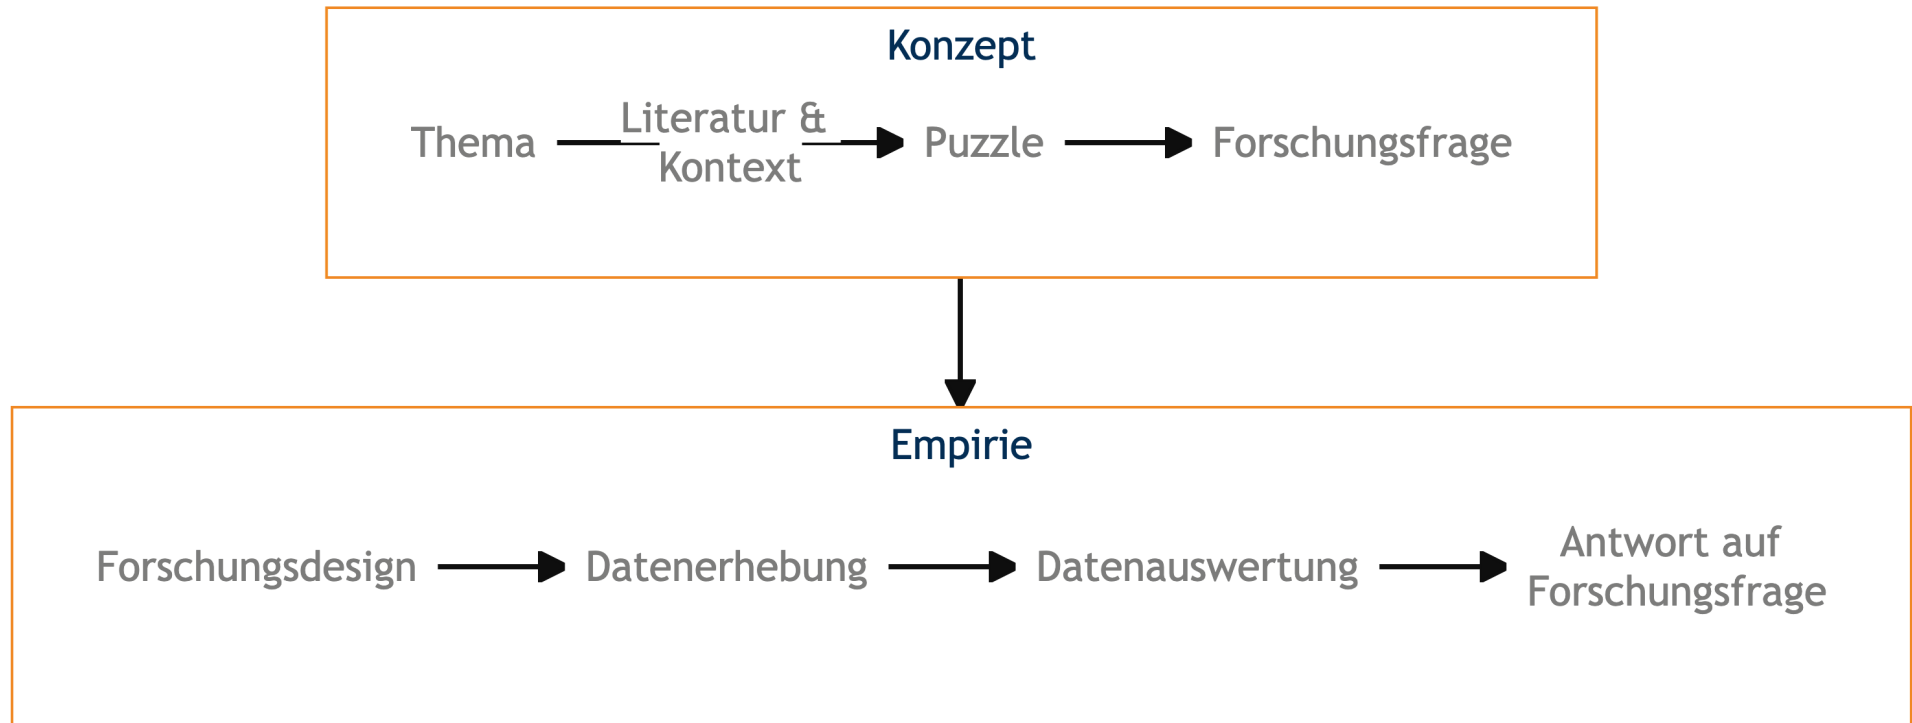 Konzept
Thema
Literatur &
Kontext
Puzzle
Forschungsfrage
Empirie
Forschungsdesign
Datenerhebung
Datenauswertung
Antwort auf
Forschungsfrage